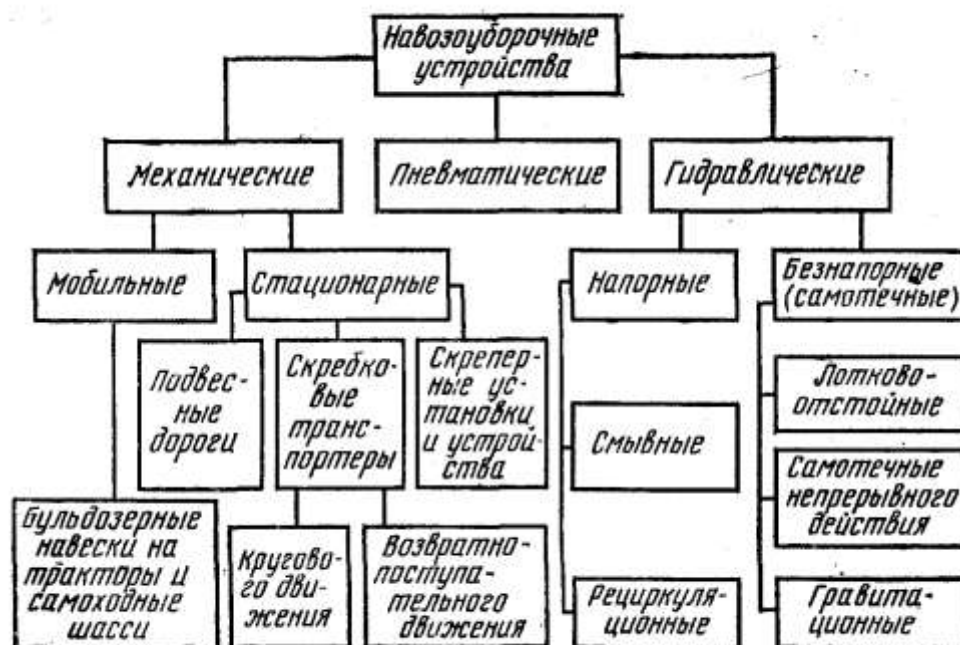 Навозоуборочные
устройства
Механические
Пневматические
Гидравлические
Мобильные
Стационарные
Напорные
Безнапорные
(самотечные)
Подвес-
ные
дороги
Скребко-
вые
транс-
портеры
Скрепер-
ные ус-
тановки
и устрой-
ства
Смывные
Лотково-
отстойные
Самотечные
непрерывного
действия
Бульдозерные
навески на
тракторы и
самоходные
шасси
Кругово-
го дви-
жения
Возвратно-
поступа-
тельного
движения
Рециркуля-
ционные
Гравита-
ционные